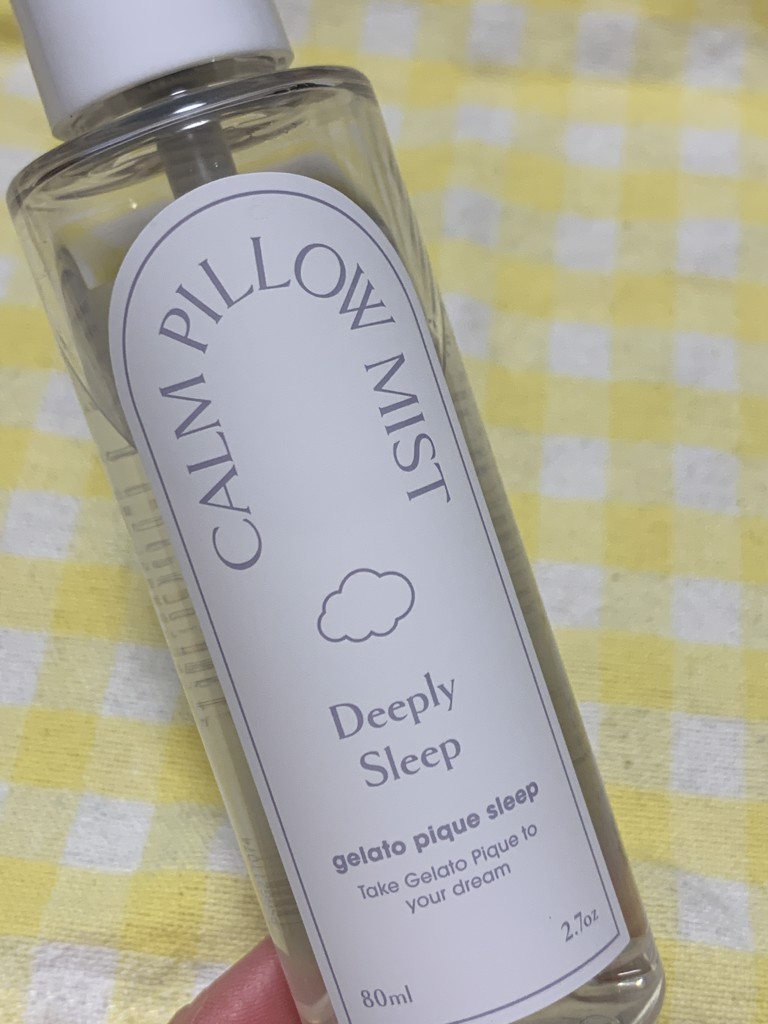 CALM PILLOW MIST
Deeply
Sleep
gelato pique sleep
Take Gelato Pique to
your dream
80ml
2.7oz